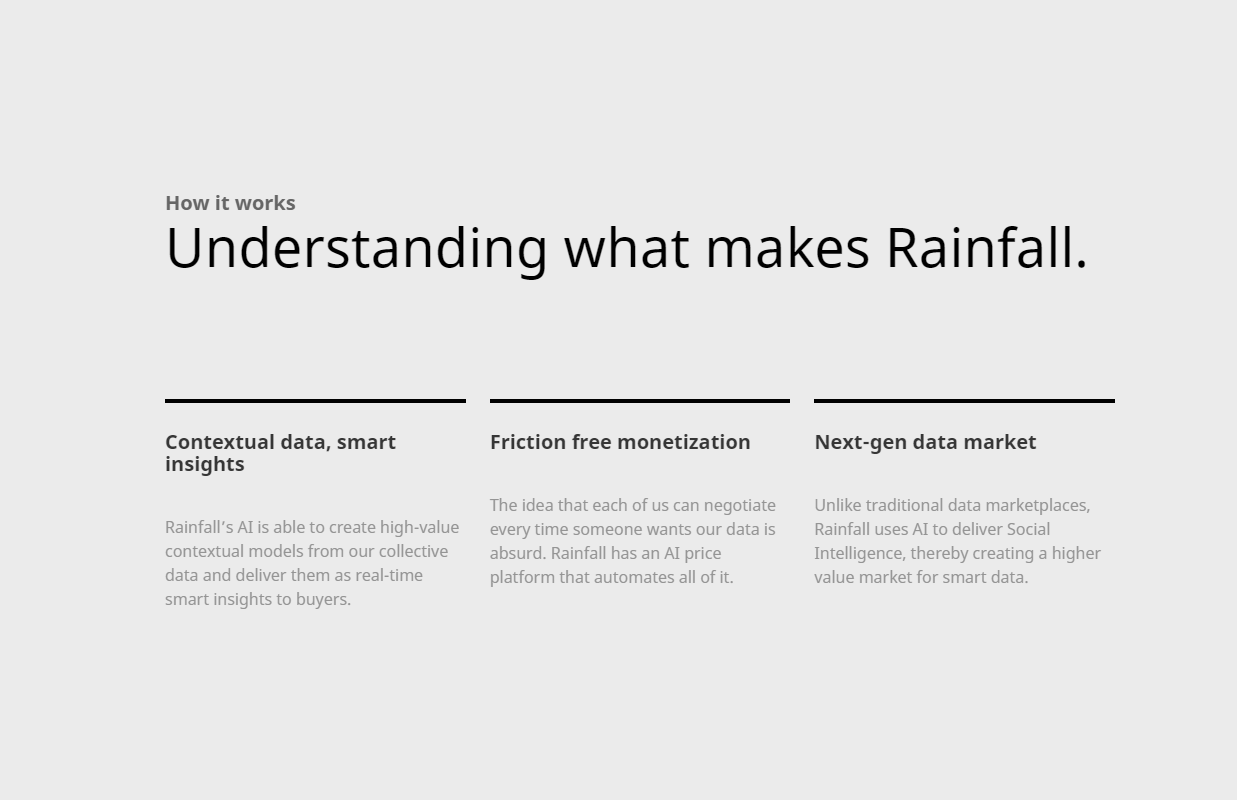 How it works
Understanding what makes Rainfall.
Contextual data, smart
insights
Rainfall’s AI is able to create high-value
contextual models from our collective
data and deliver them as real-time
smart insights to buyers.
Friction free monetization
The idea that each of us can negotiate
every time someone wants our data is
absurd. Rainfall has an AI price
platform that automates all of it.
Next-gen data market
Unlike traditional data marketplaces,
Rainfall uses AI to deliver Social
Intelligence, thereby creating a higher
value market for smart data.